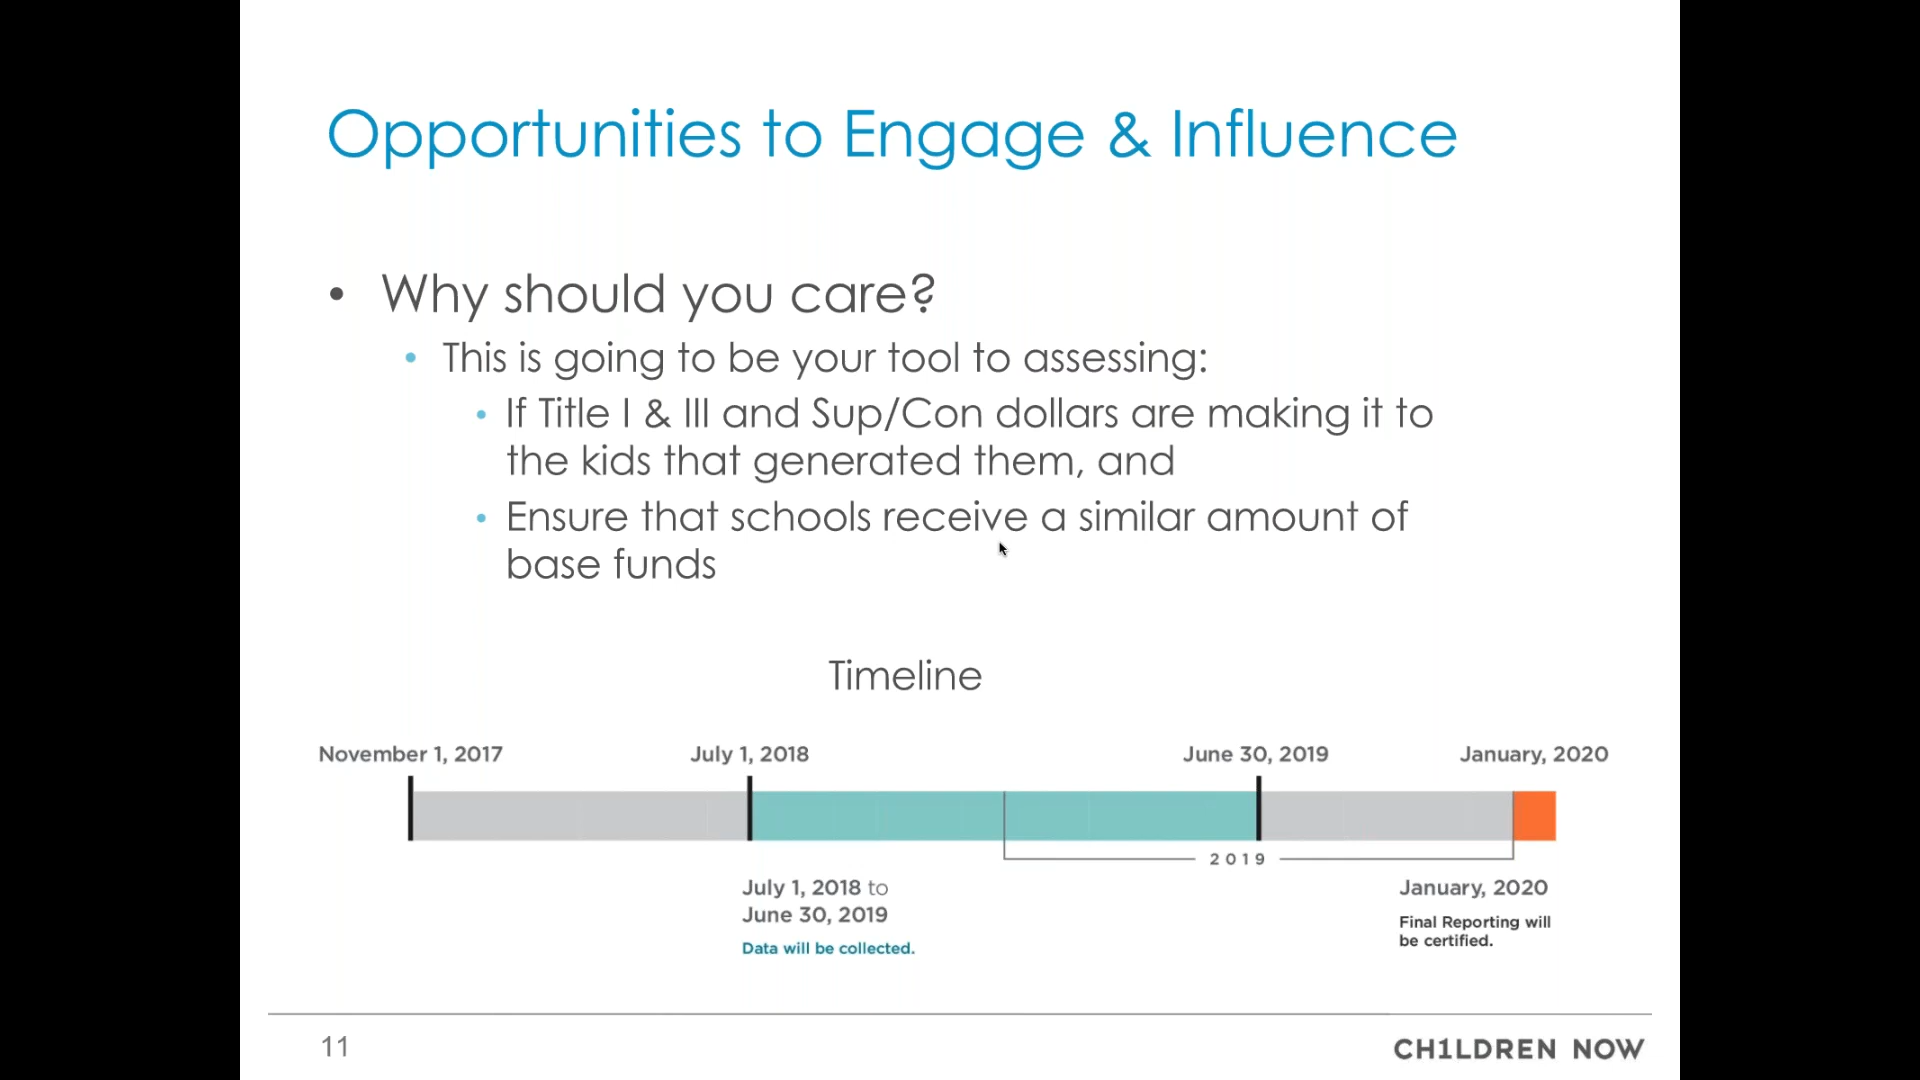 Opportunities to Engage & Influence
• Why should you care?
• This is going to be your tool to assessing:
• If Title I & III and Sup/Con dollars are making it to
the kids that generated them, and
• Ensure that schools receive a similar amount of
base funds
Timeline
November 1, 2017
July 1, 2018
June 30, 2019
January, 2020
2019
July 1, 2018 to
June 30, 2019
Data will be collected.
January, 2020
Final Reporting will
be certified.
11
CH1LDREN NOW